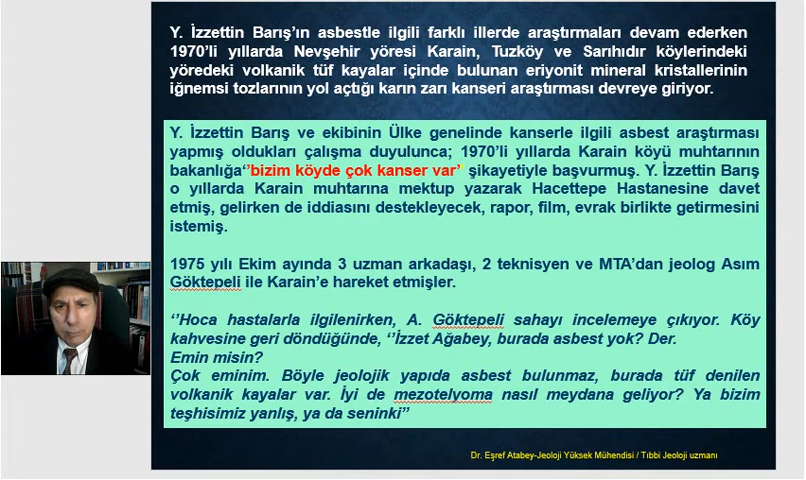 Y. İzzettin Barış'ın asbestle ilgili farklı illerde araştırmaları devam ederken
1970'li yıllarda Nevşehir yöresi Karain, Tuzköy ve Sarıhıdır köylerindeki
yöredeki volkanik tüf kayalar içinde bulunan eriyonit mineral kristallerinin
iğnemsi tozlarının yol açtığı karın zarı kanseri araştırması devreye giriyor.
Y. İzzettin Barış ve ekibinin Ülke genelinde kanserle ilgili asbest araştırması
yapmış oldukları çalışma duyulunca; 1970'li yıllarda Karain köyü muhtarının
bakanlığa‘'bizim köyde çok kanser var' şikayetiyle başvurmuş. Y. İzzettin Barış
o yıllarda Karain muhtarına mektup yazarak Hacettepe Hastanesine davet
etmiş, gelirken de iddiasını destekleyecek, rapor, film, evrak birlikte getirmesini
istemiş.
1975 yılı Ekim ayında 3 uzman arkadaşı, 2 teknisyen ve MTA'dan jeolog Asım
Göktepeli ile Karain'e hareket etmişler.
‘'Hoca hastalarla ilgilenirken, A. Göktepeli sahayı incelemeye çıkıyor. Köy
kahvesine geri döndüğünde, ‘'İzzet Ağabey, burada asbest yok? Der.
Emin misin?
Çok eminim. Böyle jeolojik yapıda asbest bulunmaz, burada tüf denilen
volkanik kayalar var. İyi de mezotelyoma nasıl meydana geliyor? Ya bizim
teşhisimiz yanlış, ya da seninki”
Dr. Eşref Atabey-Jeoloji Yüksek Mühendisi / Tıbbi Jeoloji uzmanı